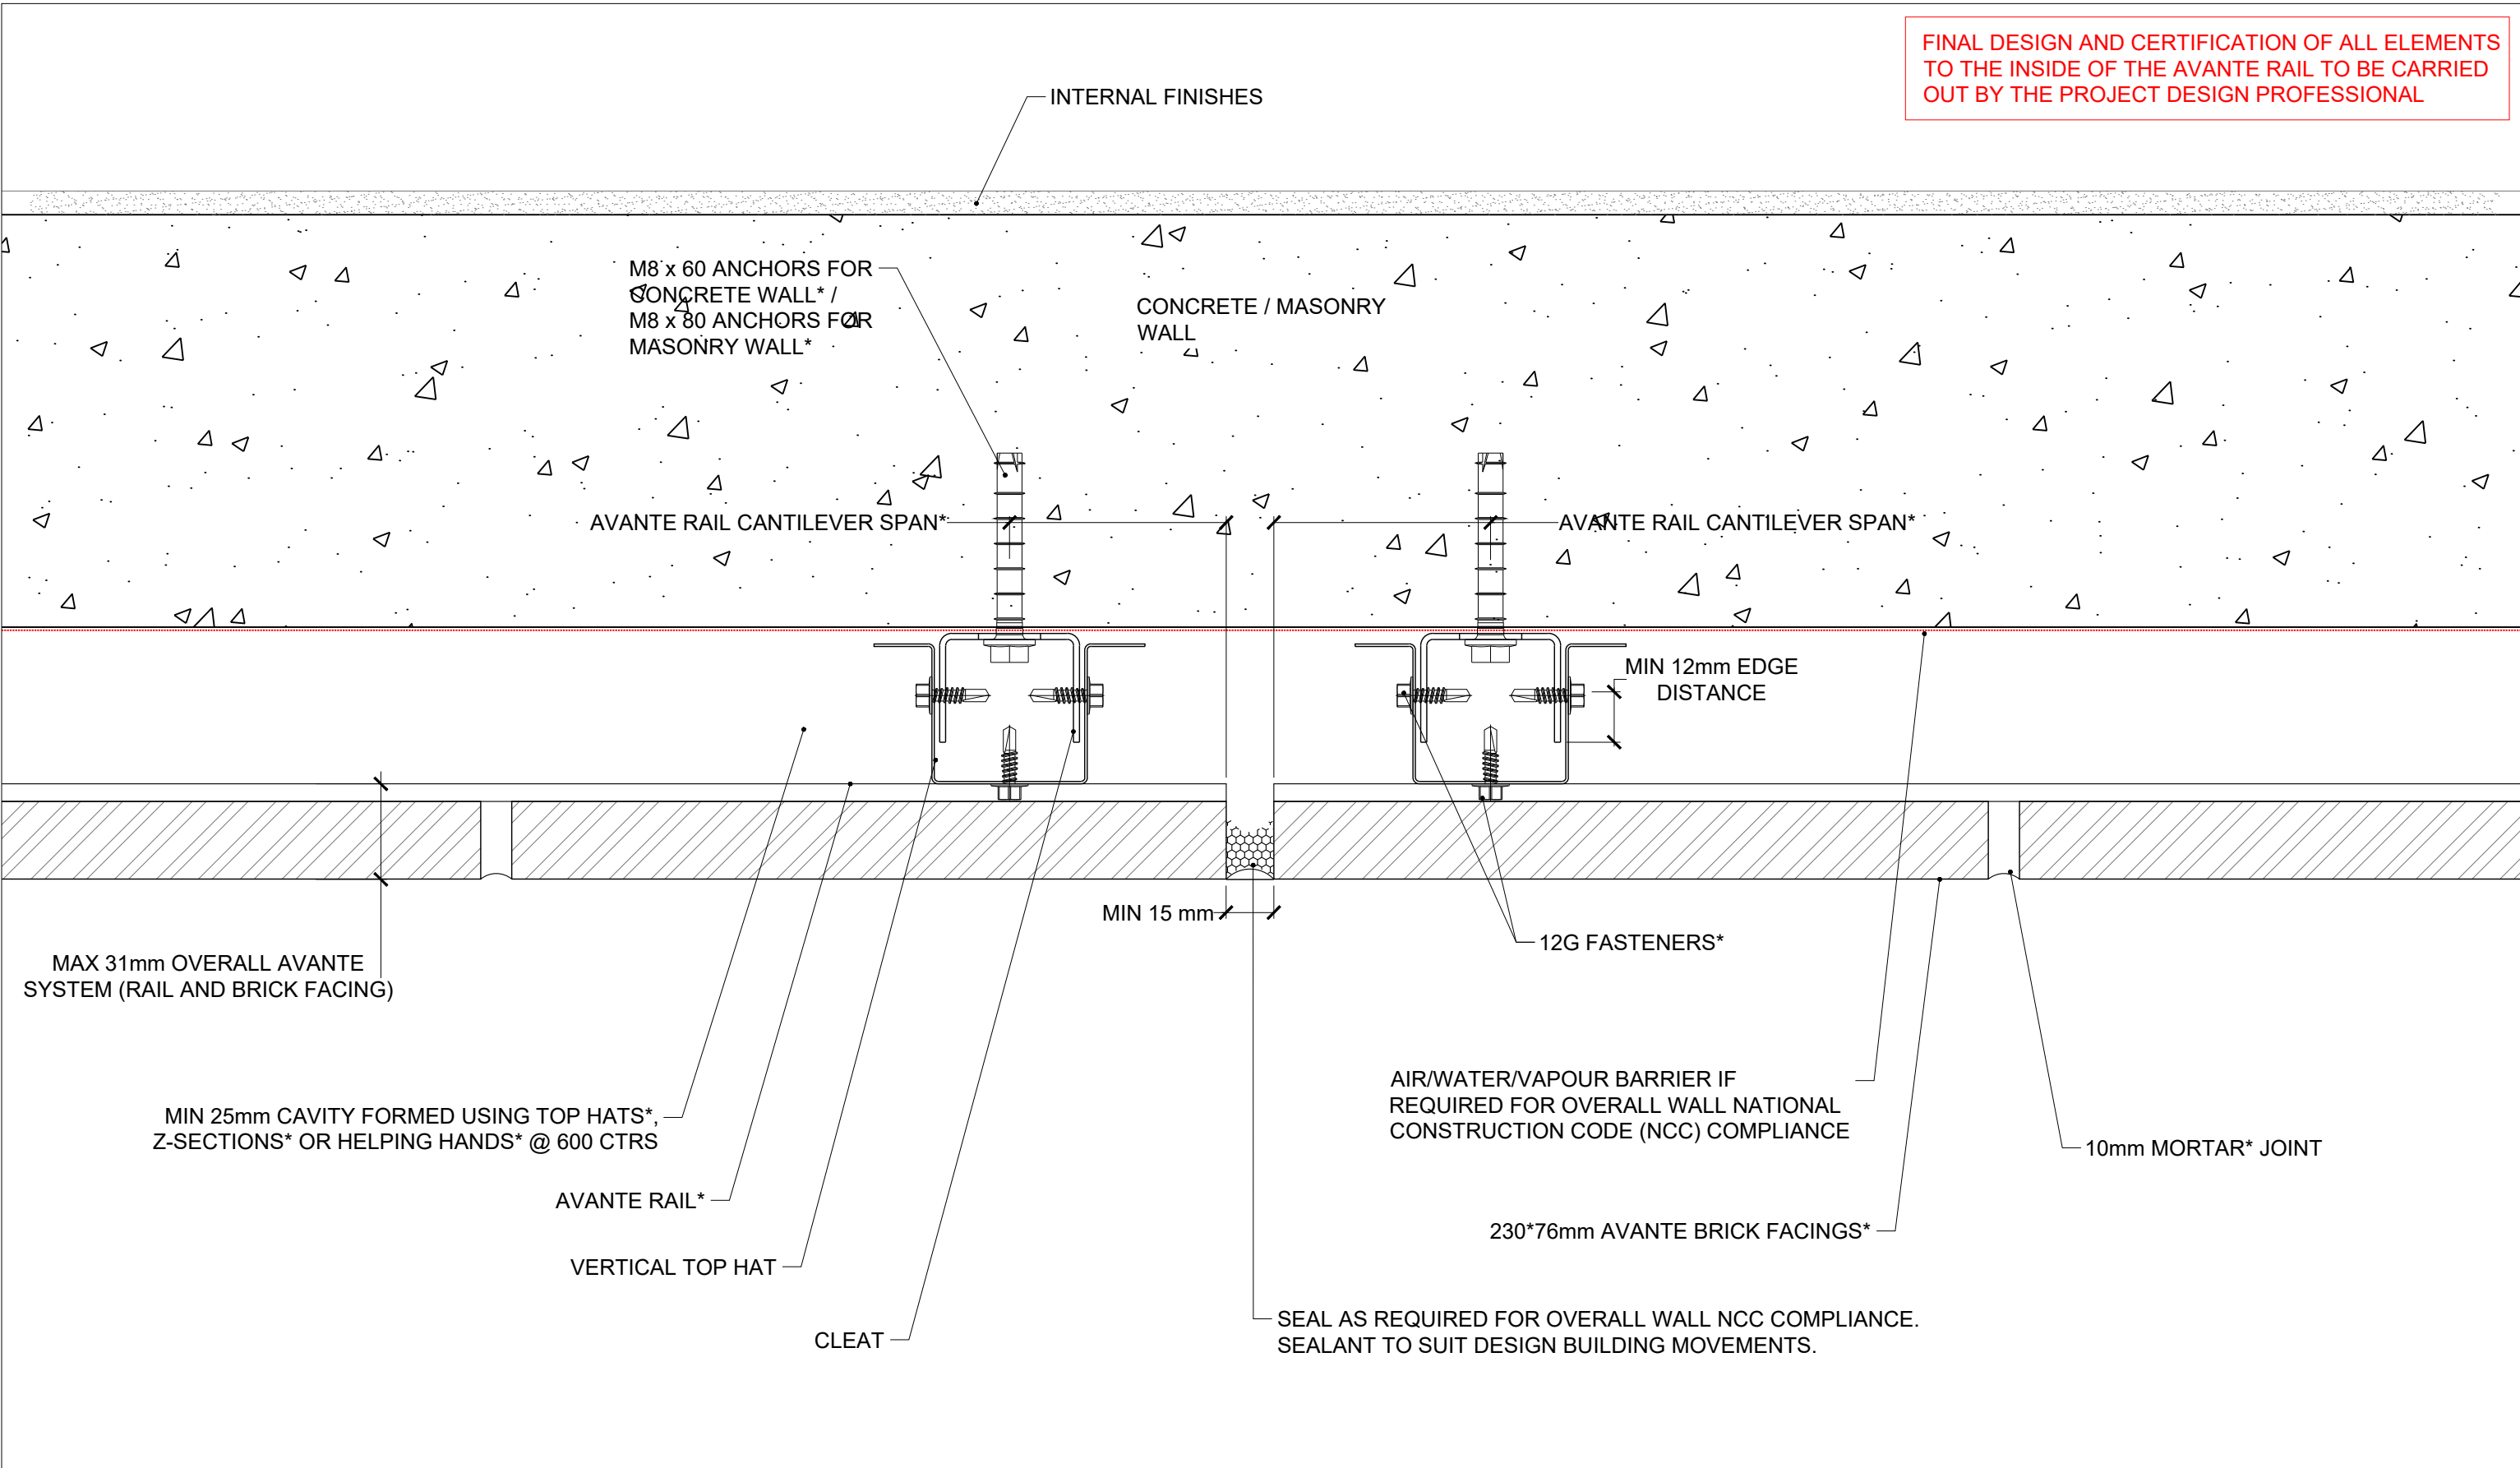 FINAL DESIGN AND CERTIFICATION OF ALL ELEMENTS
TO THE INSIDE OF THE AVANTE RAIL TO BE CARRIED
OUT BY THE PROJECT DESIGN PROFESSIONAL
INTERNAL FINISHES
M8 x 60 ANCHORS FOR
CONCRETE WALL* /
M8 x 80 ANCHORS FOR
MASONRY WALL*
CONCRETE / MASONRY
WALL
AVANTE RAIL CANTILEVER SPAN*
AVANTE RAIL CANTILEVER SPAN*
MIN 12mm EDGE
DISTANCE
MIN 15 mm
12G FASTENERS*
MAX 31mm OVERALL AVANTE
SYSTEM (RAIL AND BRICK FACING)
MIN 25mm CAVITY FORMED USING TOP HATS*,
Z-SECTIONS* OR HELPING HANDS* @ 600 CTRS
AIR/WATER/VAPOUR BARRIER IF
REQUIRED FOR OVERALL WALL NATIONAL
CONSTRUCTION CODE (NCC) COMPLIANCE
10mm MORTAR* JOINT
AVANTE RAIL*
230*76mm AVANTE BRICK FACINGS*
VERTICAL TOP HAT
CLEAT
SEAL AS REQUIRED FOR OVERALL WALL NCC COMPLIANCE.
SEALANT TO SUIT DESIGN BUILDING MOVEMENTS.